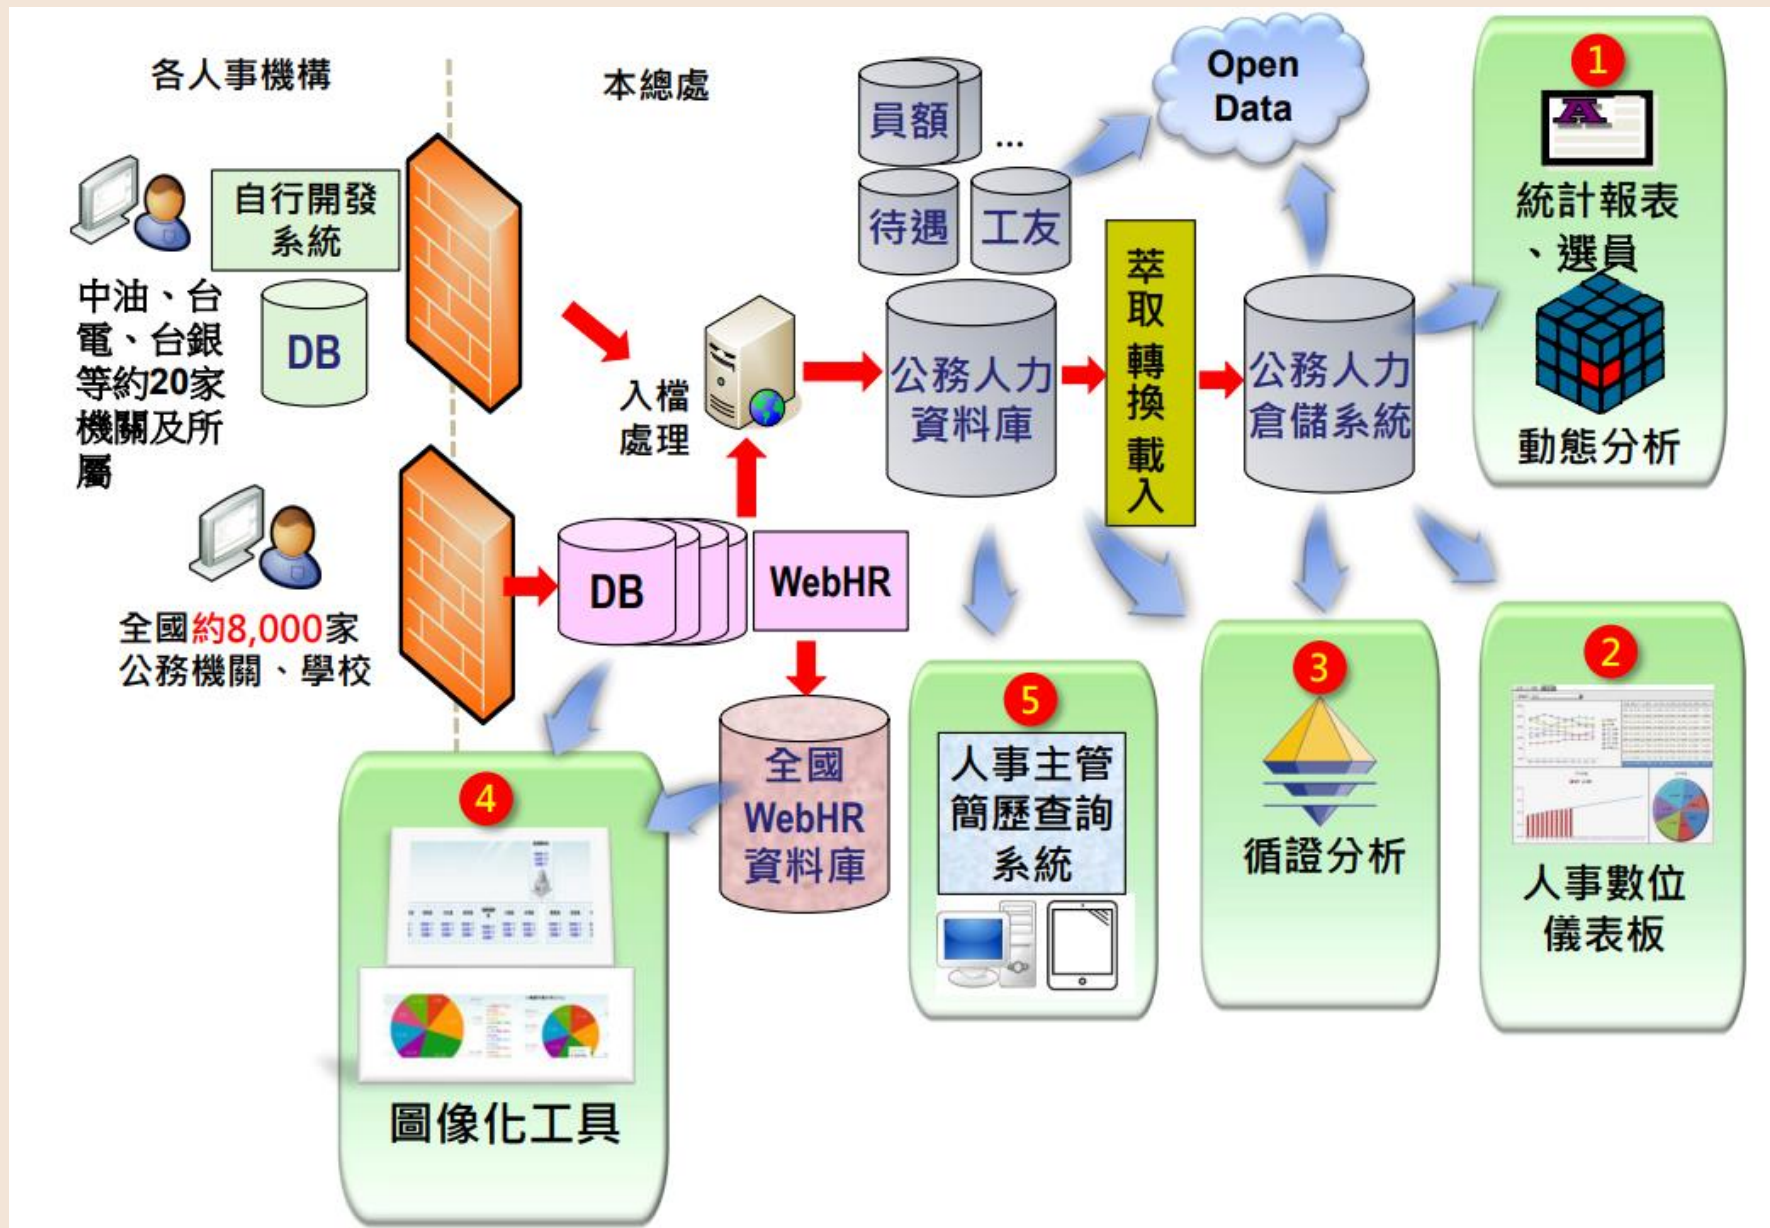 各人事機構
本總處
自行開發
系統
DB
中油、台
電、台銀
等約20家
機關及所
屬
全國約8,000家
公務機關、學校
入檔
處理
DB
WebHR
全國
WebHR
資料庫
員額
...
待遇
工友
公務人力
資料庫
萃取 轉換 載入
公務人力
倉儲系統
Open
Data
1
統計報表
、選員
動態分析
2
人事數位
儀表板
3
循證分析
4
圖像化工具
5
人事主管
簡歷查詢
系統